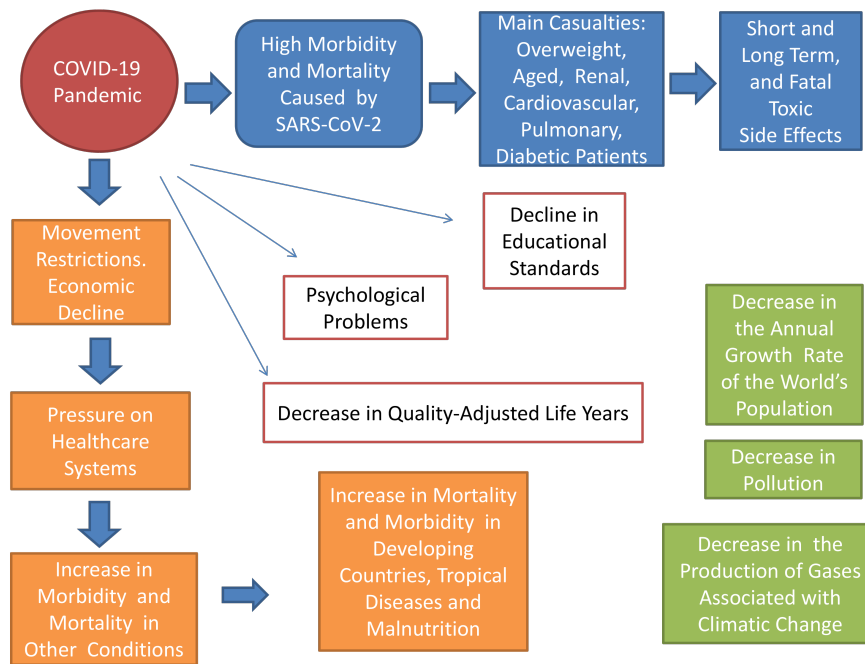 COVID-19
Pandemic
High Morbidity
and Mortality
Caused by
SARS-CoV-2
Main Casualties:
Overweight,
Aged, Renal,
Cardiovascular,
Pulmonary,
Diabetic Patients
Short and
Long Term,
and Fatal
Toxic
Side Effects
Movement
Restrictions.
Economic
Decline
Decline in
Educational
Standards
Psychological
Problems
Decrease in
the Annual
Growth Rate
of the World's
Population
Pressure on
Healthcare
Systems
Decrease in Quality-Adjusted Life Years
Decrease in
Pollution
Increase in Mortality
and Morbidity in
Developing
Countries, Tropical
Diseases and
Malnutrition
Increase in
Morbidity and
Mortality in
Other Conditions
Decrease in the
Production of Gases
Associated with
Climatic Change